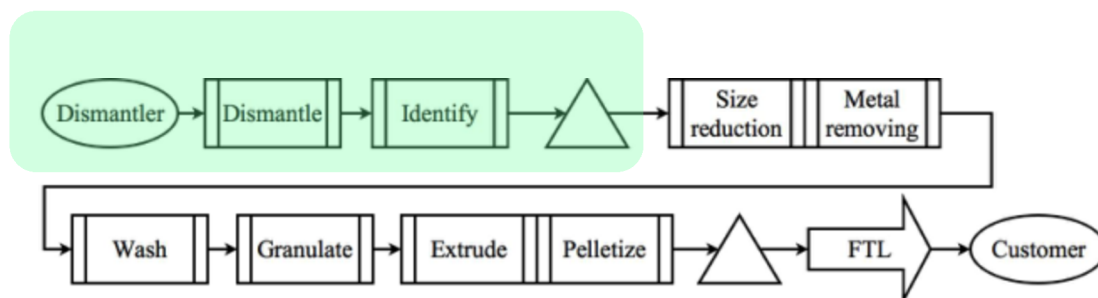 Dismantler
Dismantle
Identify
Size
reduction
Metal
removing
Wash
Granulate
Extrude
Pelletize
FTL
Customer